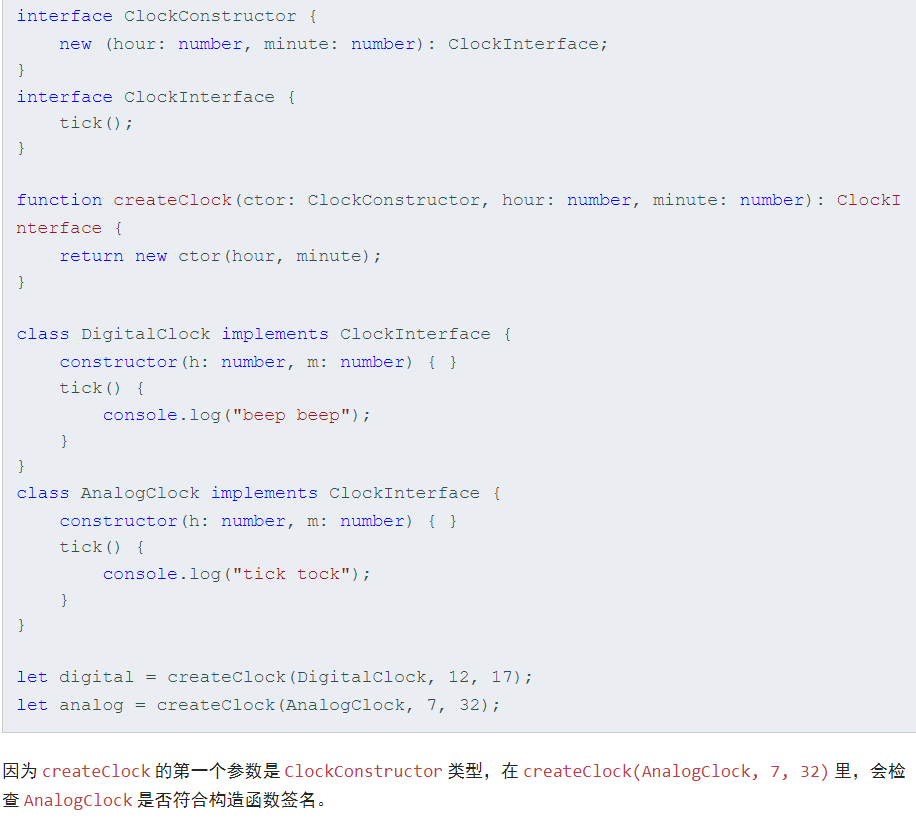 interface ClockConstructor {
    new (hour: number, minute: number): ClockInterface;
}
interface ClockInterface {
    tick();
}
function createClock(ctor: ClockConstructor, hour: number, minute: number): ClockI
nterface {
    return new ctor(hour, minute);
}
class DigitalClock implements ClockInterface {
    constructor(h: number, m: number) { }
    tick() {
        console.log("beep beep");
    }
}
class AnalogClock implements ClockInterface {
    constructor(h: number, m: number) { }
    tick() {
        console.log("tick tock");
    }
}
let digital = createClock(DigitalClock, 12, 17);
let analog = createClock(AnalogClock, 7, 32);
因为 createClock 的第一个参数是 ClockConstructor 类型，在 createClock(AnalogClock, 7, 32) 里，会检
查 AnalogClock 是否符合构造函数签名。